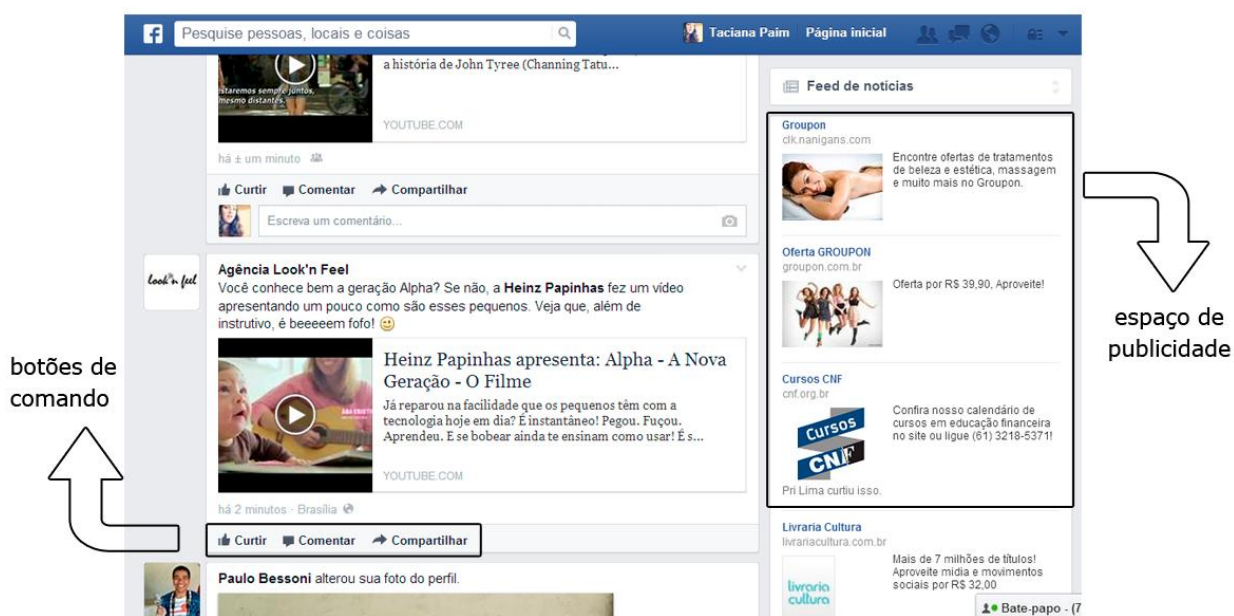 Pesquise pessoas, locais e coisas
Taciana Paim Página inicial
estaremos sempre juntos,
mesmo distantes.
a história de John Tyree (Channing Tatu...
YOUTUBE.COM
há ± um minuto
Curtir Comentar Compartilhar
Escreva um comentário...
look'n feel
Agência Look'n Feel
Você conhece bem a geração Alpha? Se não, a Heinz Papinhas fez um vídeo
apresentando um pouco como são esses pequenos. Veja que, além de
instrutivo, é beeeeem fofo!
Heinz Papinhas apresenta: Alpha - A Nova
Geração - O Filme
Já reparou na facilidade que os pequenos têm com a
tecnologia hoje em dia? É instantâneo! Pegou. Fuçou.
Aprendeu. E se bobear ainda te ensinam como usar! É s...
YOUTUBE.COM
há 2 minutos · Brasília
Curtir Comentar Compartilhar
Paulo Bessoni alterou sua foto do perfil.
botões de
comando
Feed de notícias
Groupon
clk.nanigans.com
Encontre ofertas de tratamentos
de beleza e estética, massagem
e muito mais no Groupon.
Oferta GROUPON
groupon.com.br
Oferta por R$ 39,90, Aproveite!
Cursos CNF
cnf.org.br
CURSOS
CNF
Confira nosso calendário de
cursos em educação financeira
no site ou ligue (61) 3218-5371!
Pri Lima curtiu isso.
Livraria Cultura
livrariacultura.com.br
livraria
cultura
Mais de 7 milhões de títulos!
Aproveite mídia e movimentos
sociais por R$ 32,00
Bate-papo · (7
espaço de
publicidade